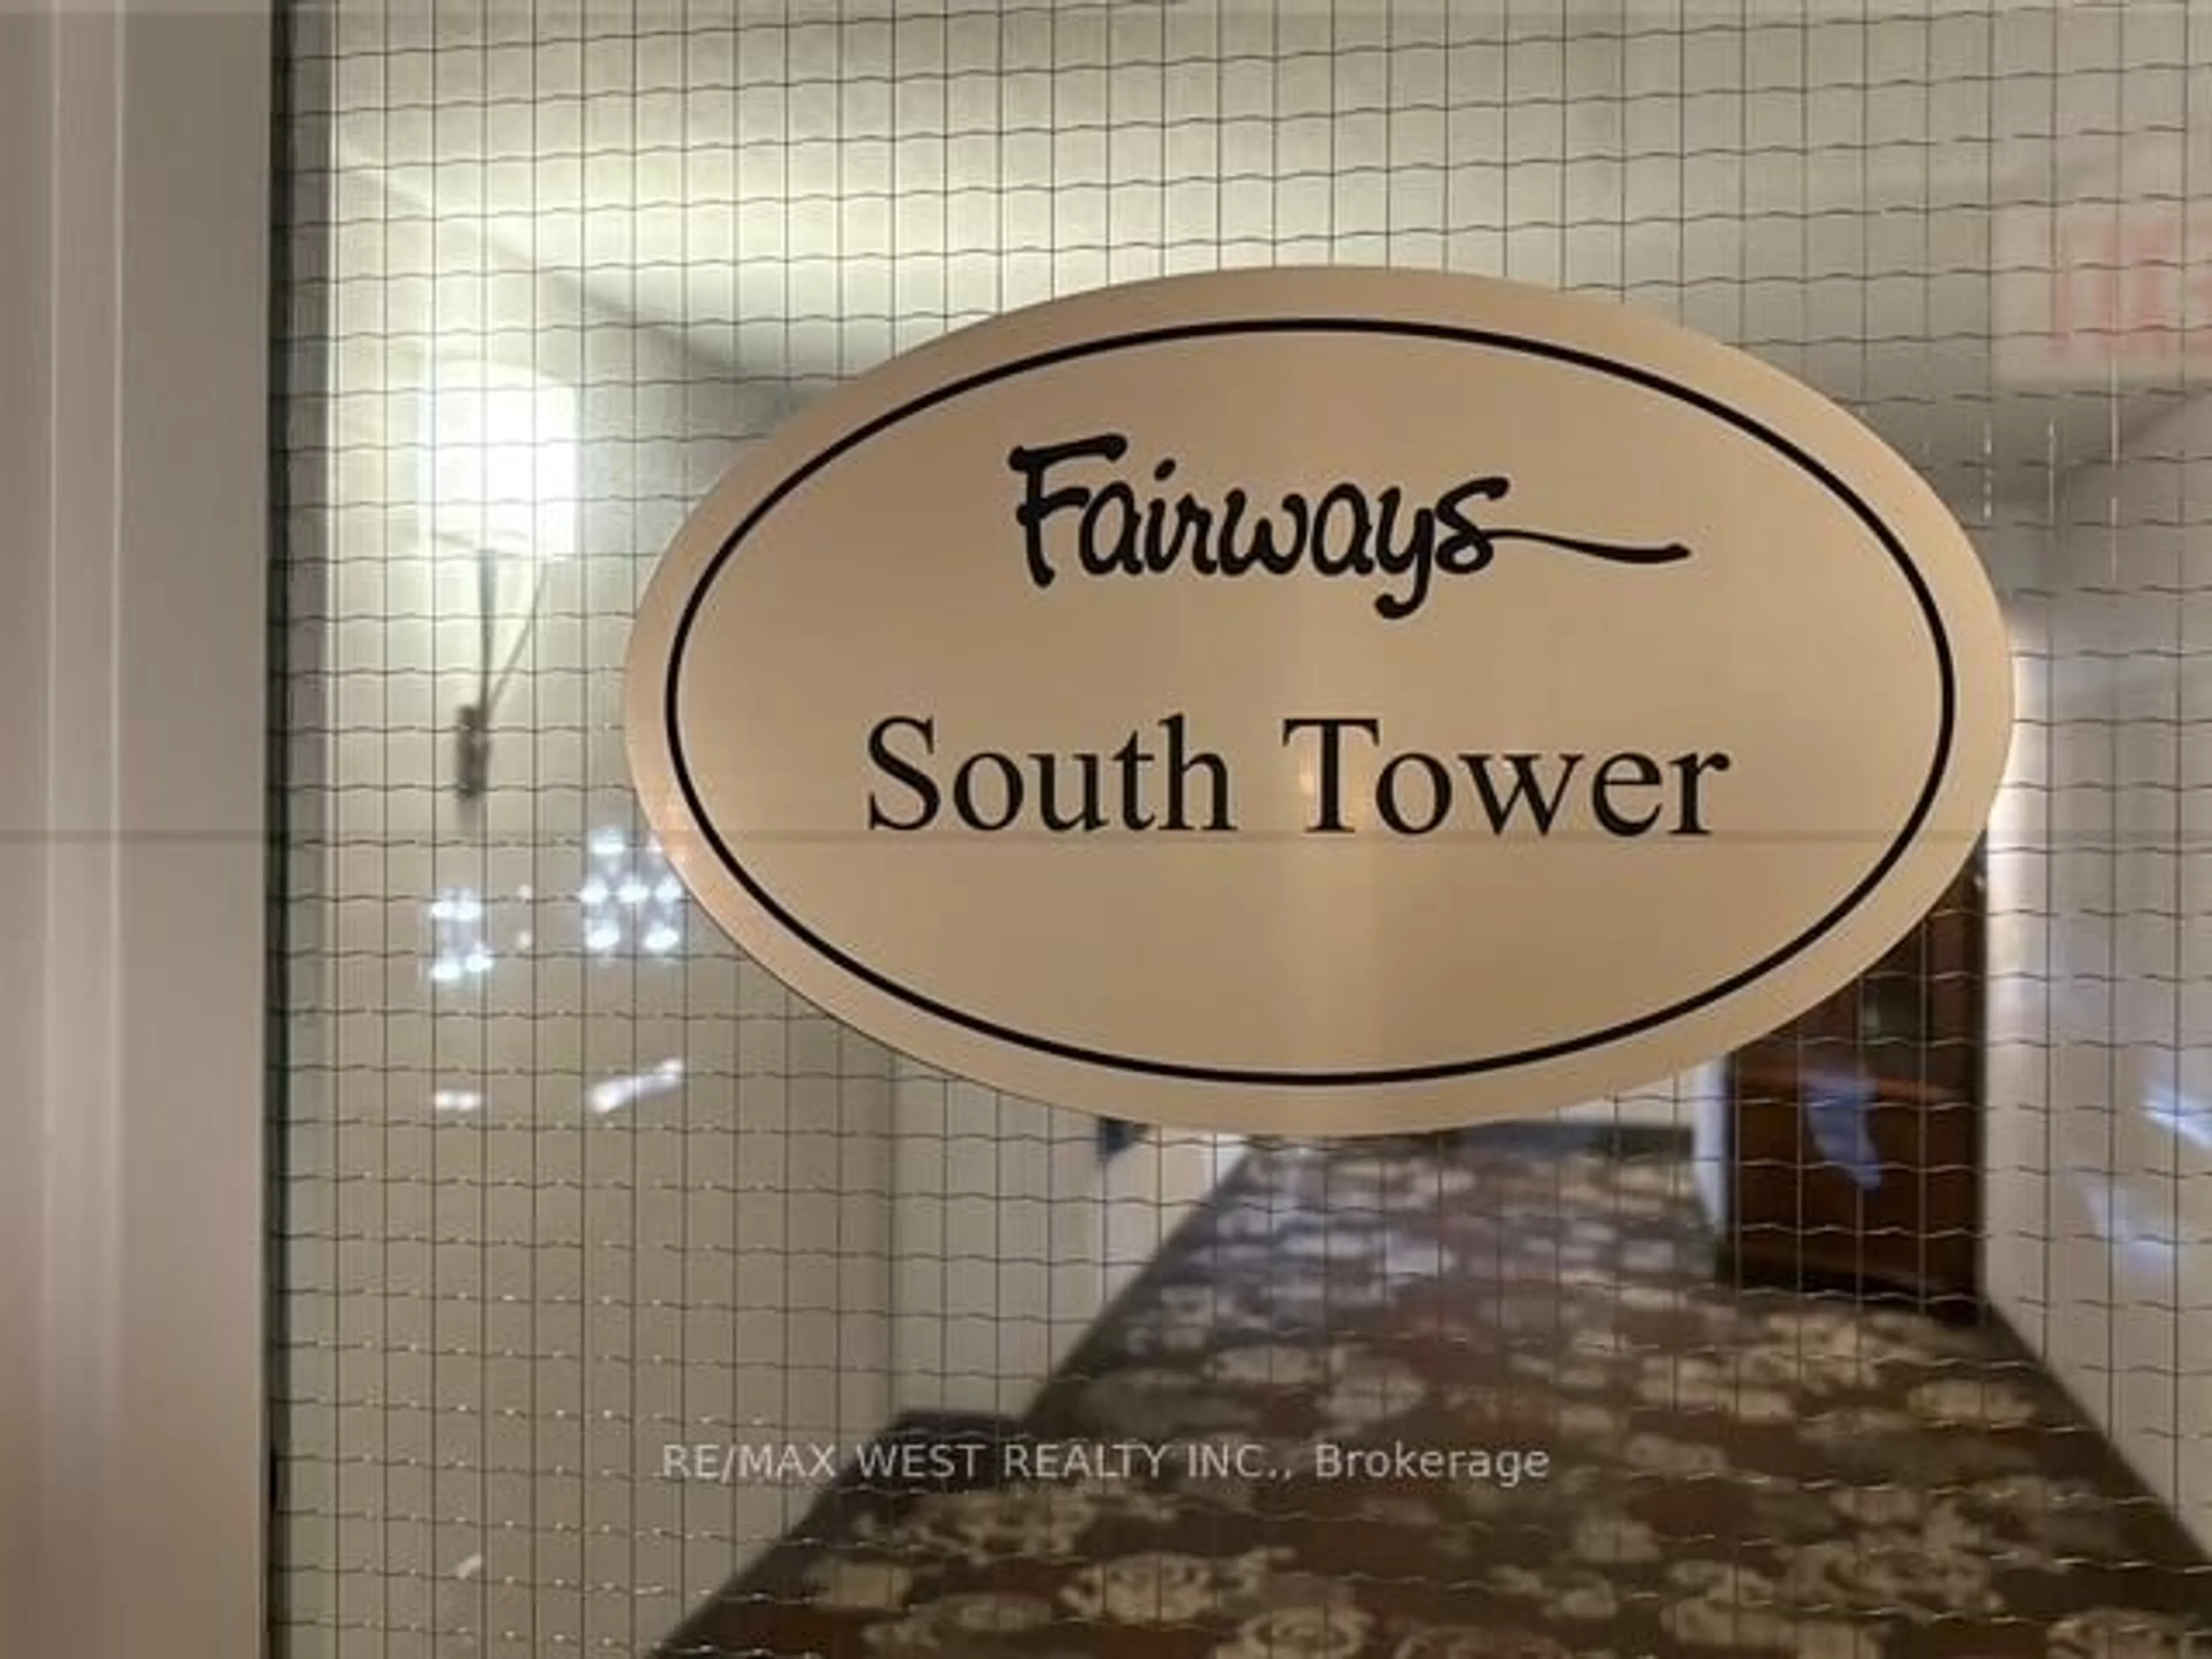 Fairways
South Tower
RE/MAX WEST REALTY INC., Brokerage